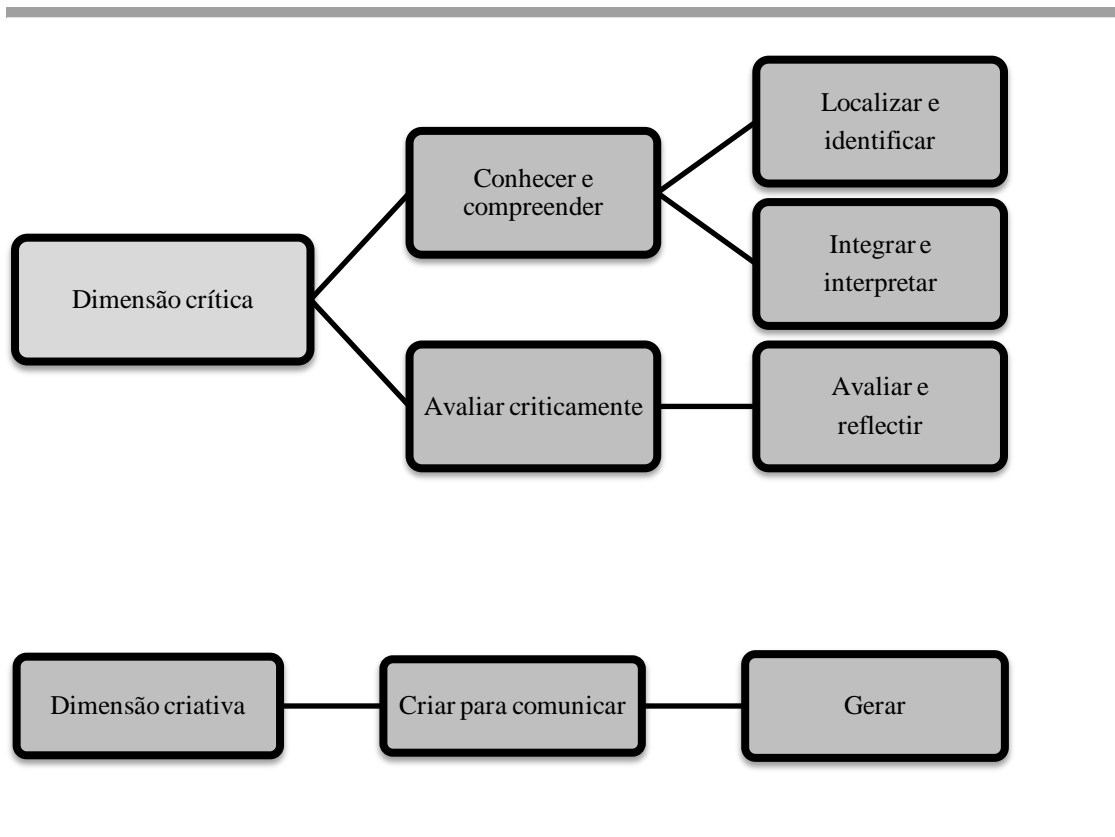 Localizar e
identificar
Conhecer e
compreender
Integrar e
interpretar
Dimensão crítica
Avaliar criticamente
Avaliar e
reflectir
Dimensão criativa
Criar para comunicar
Gerar